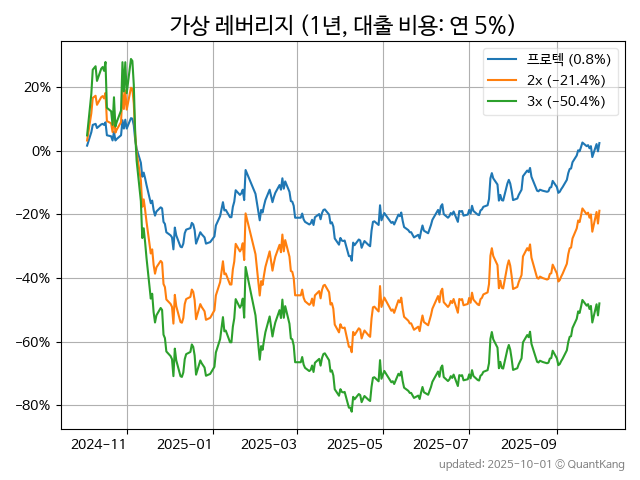 가상 레버리지 (1년, 대출 비용: 연 5%)
프로텍 (0.8%)
2x (−21.4%)
3x (−50.4%)
20%
0%
−20%
−40%
−60%
−80%
2024-11 2025-01 2025-03 2025-05 2025-07 2025-09
updated: 2025-10-01 © QuantKang